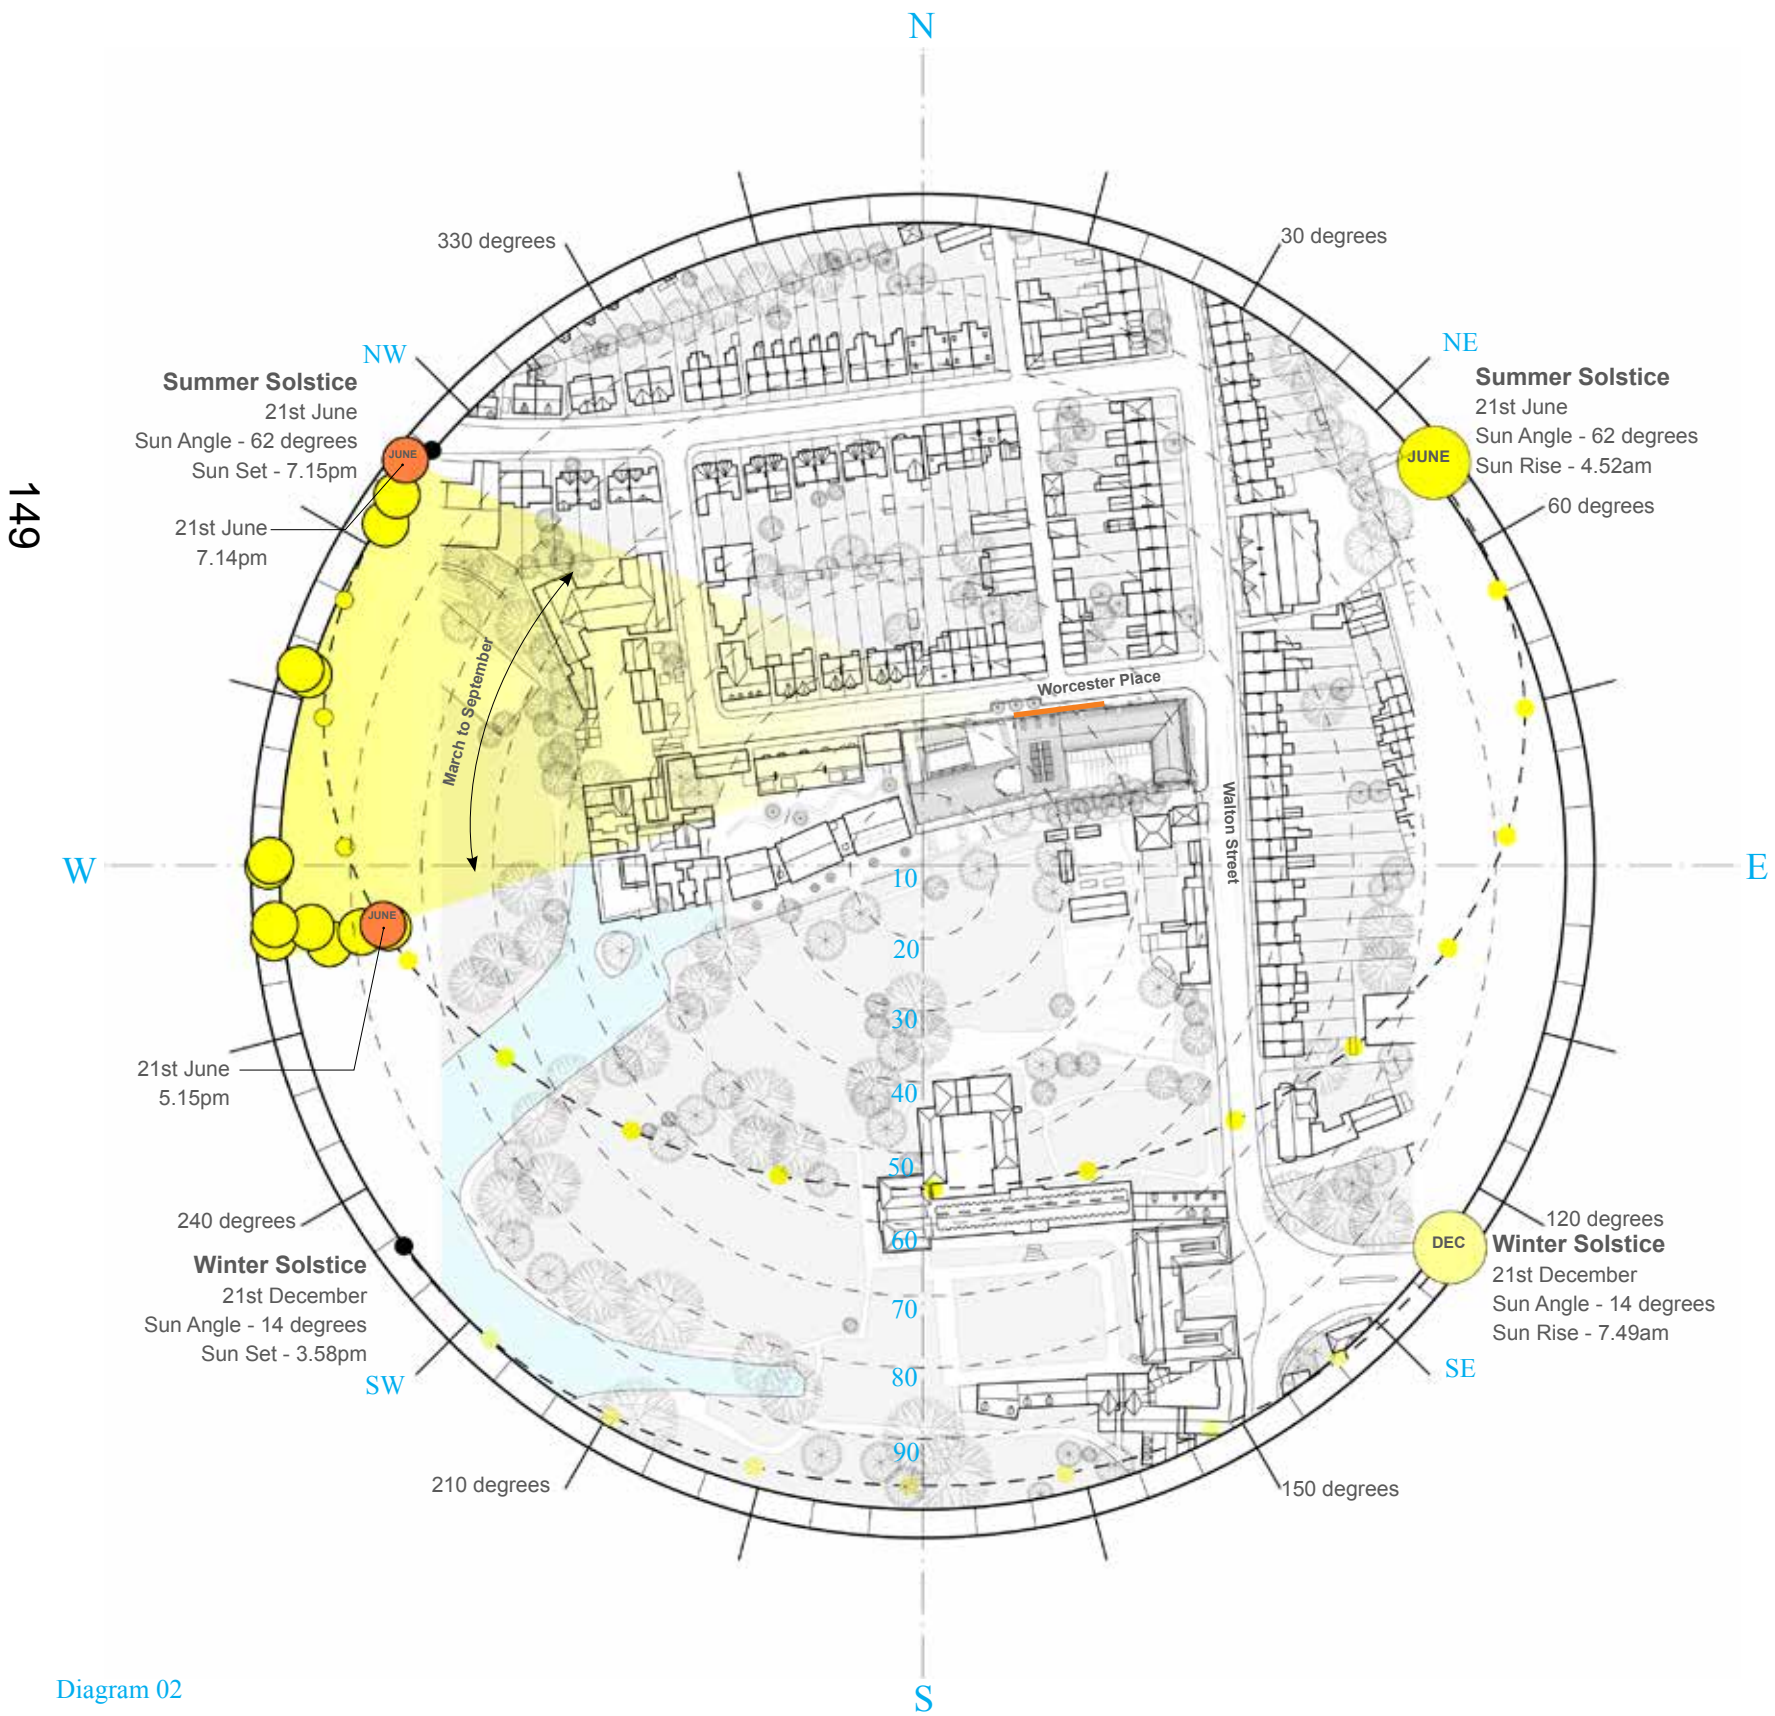 N
330 degrees
30 degrees
NW
NE
Summer Solstice
21st June
Sun Angle - 62 degrees
Sun Set - 7.15pm
Summer Solstice
21st June
Sun Angle - 62 degrees
Sun Rise - 4.52am
JUNE
JUNE
60 degrees
149
21st June
7.14pm
March to September
Worcester Place
Walton Street
W
E
10
20
30
40
50
60
70
80
90
JUNE
21st June
5.15pm
240 degrees
120 degrees
DEC
Winter Solstice
21st December
Sun Angle - 14 degrees
Sun Set - 3.58pm
Winter Solstice
21st December
Sun Angle - 14 degrees
Sun Rise - 7.49am
SW
SE
210 degrees
150 degrees
Diagram 02
S